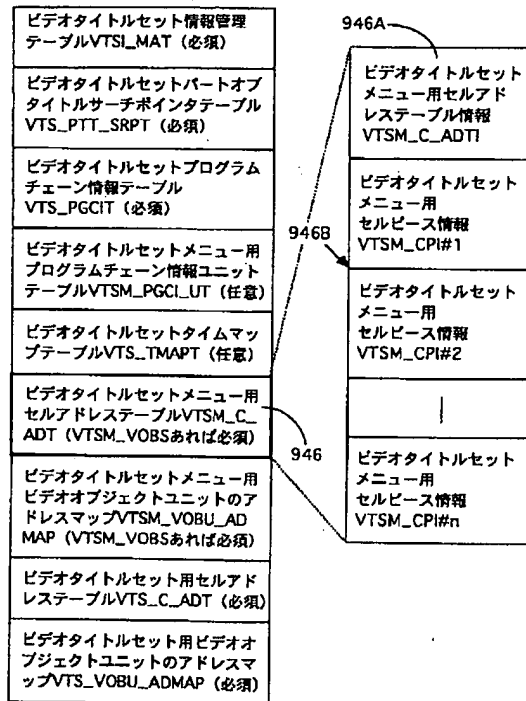 ビデオタイトルセット情報管理
テーブルVTSI_MAT（必須）
ビデオタイトルセットパートオブ
タイトルサーチポインタテーブル
VTS_PTT_SRPT（必須）
ビデオタイトルセットプログラム
チェーン情報テーブル
VTS_PGCIT（必須）
ビデオタイトルセットメニュー用
プログラムチェーン情報ユニット
テーブルVTSM_PGCI_UT（任意）
ビデオタイトルセットタイムマッ
プテーブルVTS_TMAPT（任意）
ビデオタイトルセットメニュー用
セルアドレステーブルVTSM_C_
ADT（VTSM_VOBSあれば必須）
ビデオタイトルセットメニュー用
ビデオオブジェクトユニットのア
ドレスマップVTSM_VOBU_AD
MAP（VTSM_VOBSあれば必須）
ビデオタイトルセット用セルアド
レステーブルVTS_C_ADT（必須）
ビデオタイトルセット用ビデオオ
ブジェクトユニットのアドレスマ
ップVTS_VOBU_ADMAP（必須）
946
946A
ビデオタイトルセット
メニュー用セルアド
レステーブル情報
VTSM_C_ADTI
946B
ビデオタイトルセット
メニュー用
セルピース情報
VTSM_CPI#1
ビデオタイトルセット
メニュー用
セルピース情報
VTSM_CPI#2
ビデオタイトルセット
メニュー用
セルピース情報
VTSM_CPI#n